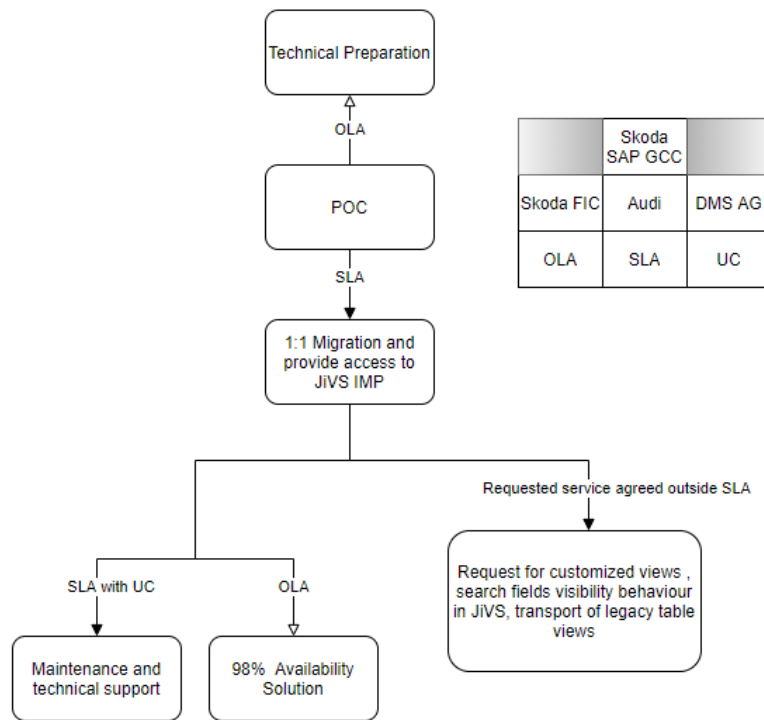 Technical Preparation
OLA
POC
SLA
1:1 Migration and
provide access to
JiVS IMP
Skoda
SAP GCC
Skoda FIC
Audi
DMS AG
OLA
SLA
UC
Requested service agreed outside SLA
SLA with UC
OLA
Request for customized views ,
search fields visibility behaviour
in JiVS, transport of legacy table
views
Maintenance and
technical support
98% Availability
Solution